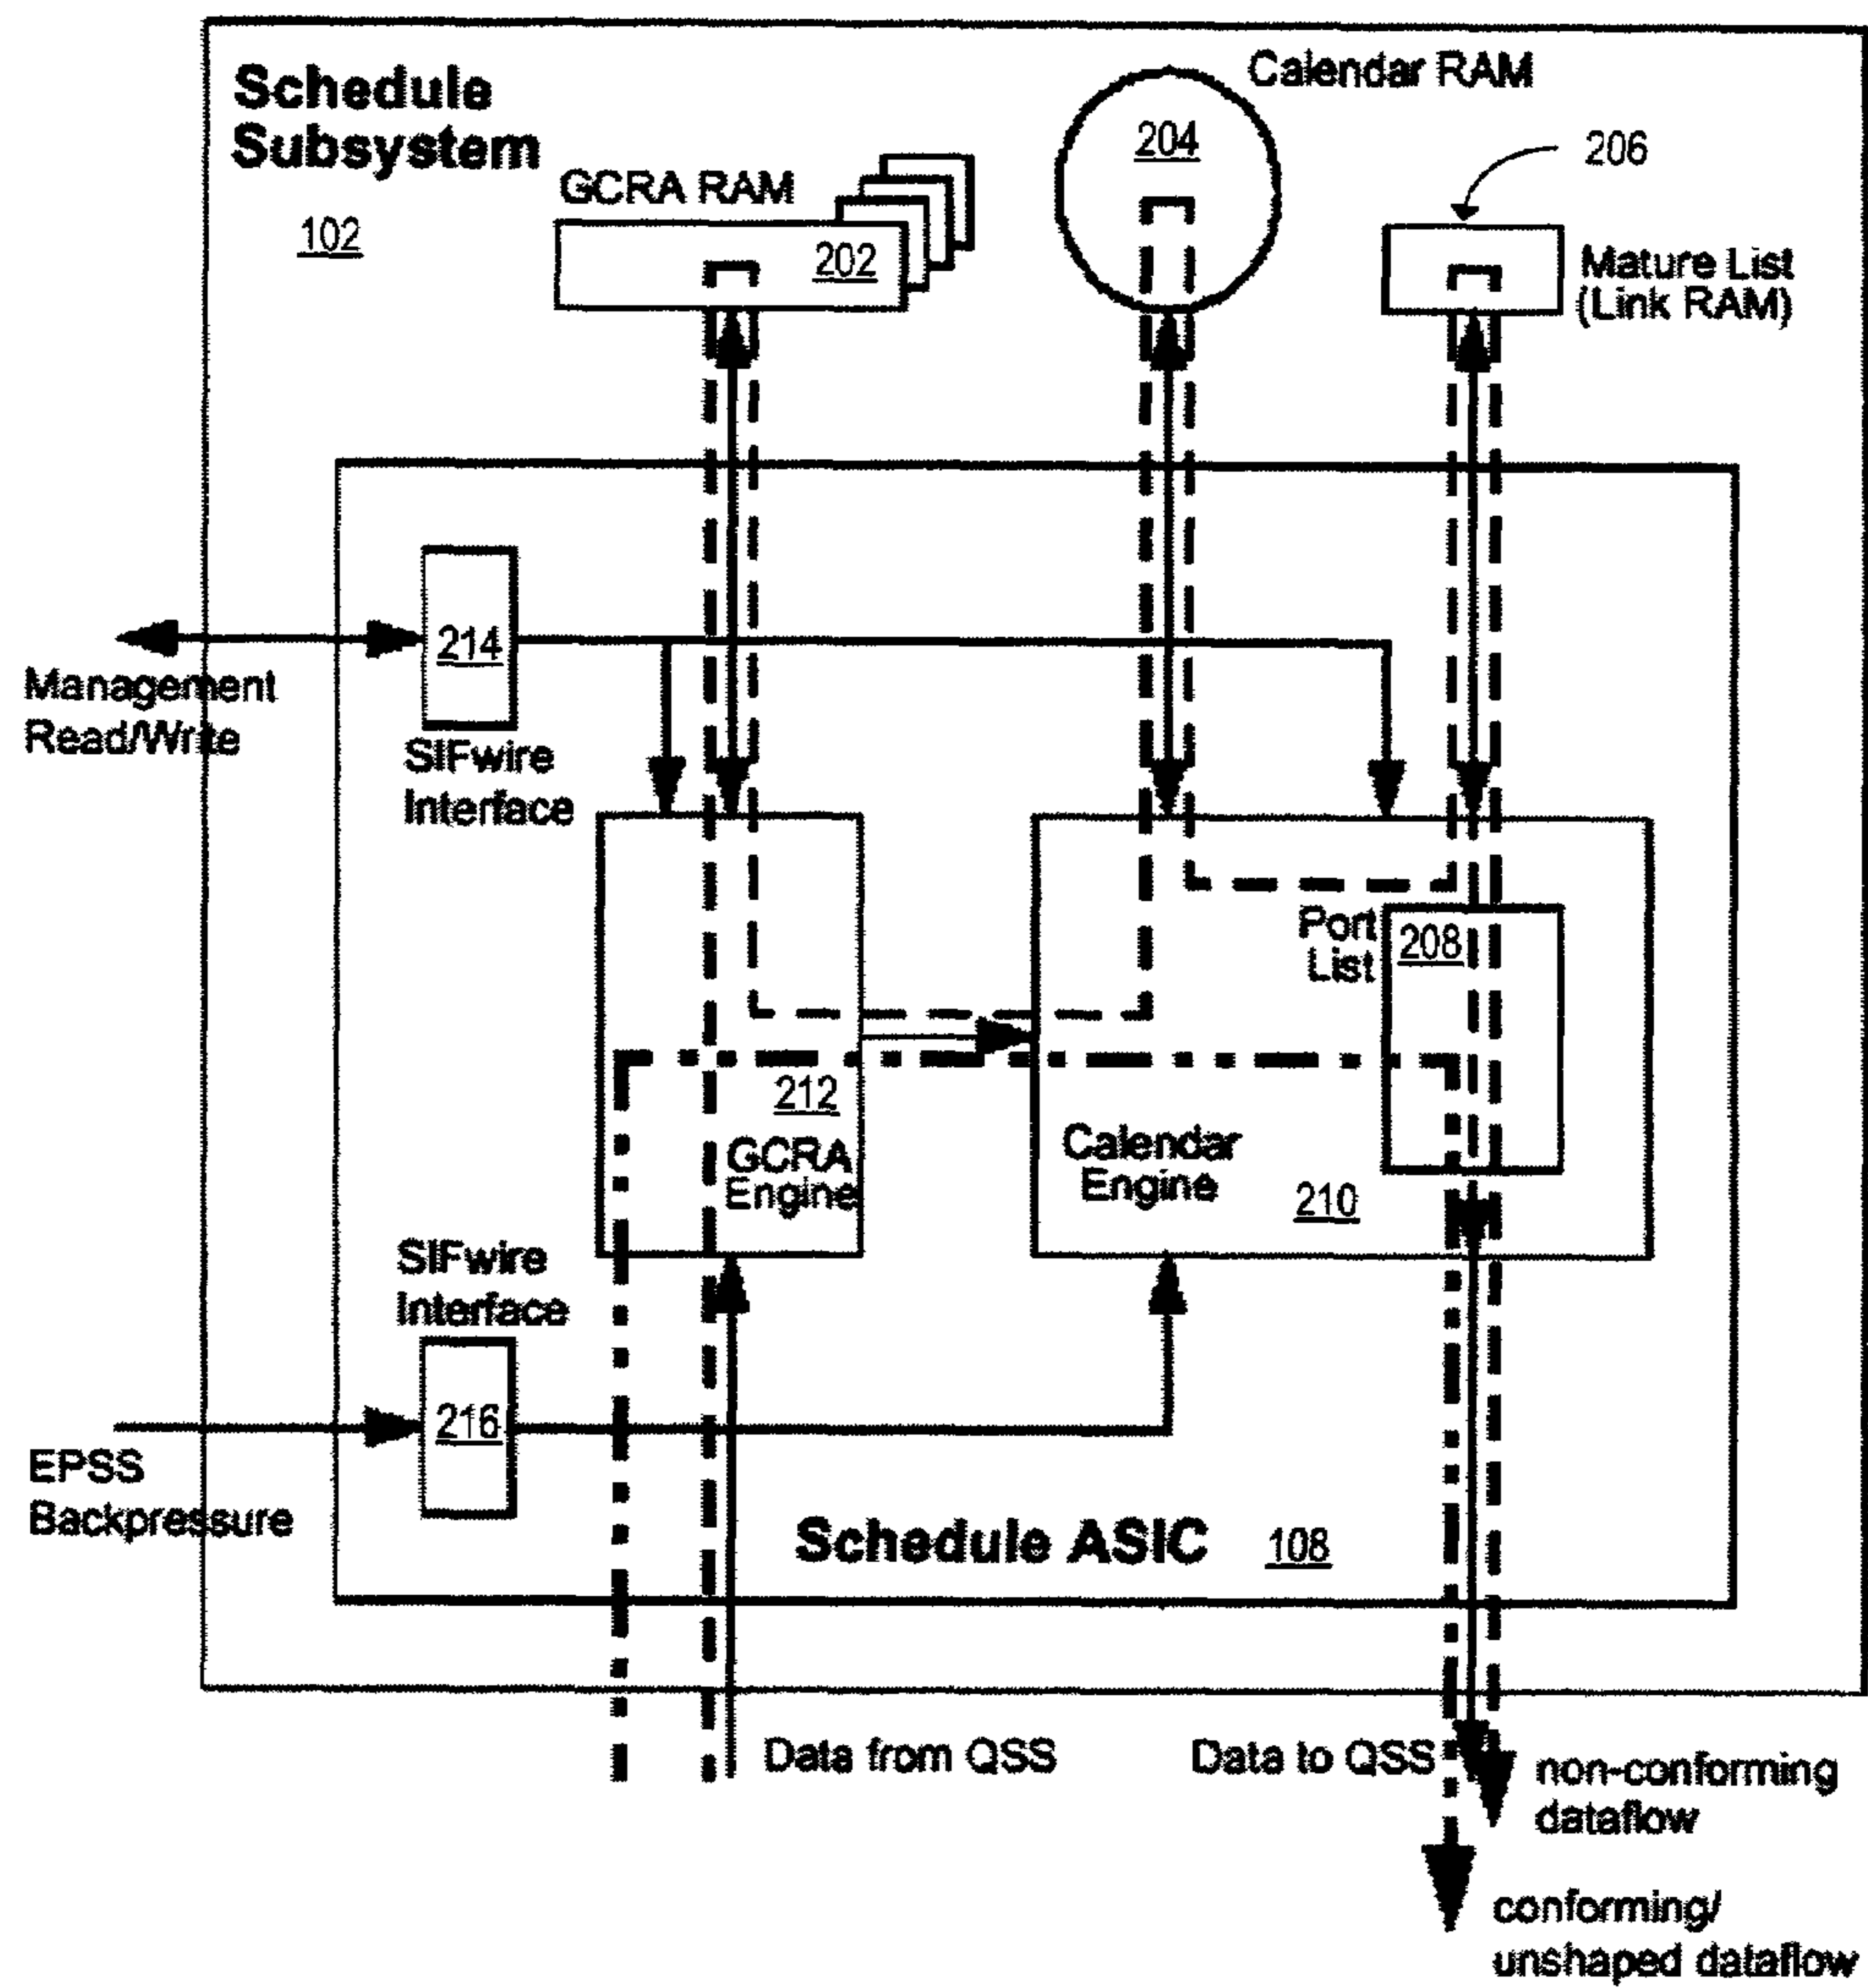 Schedule
Subsystem
102
GCRA RAM
202
Calendar RAM
204
206
Mature List
(Link RAM)
214
Management
Read/Write
SIFwire
Interface
Port
List
208
212
GCRA
Engine
Calendar
Engine
210
SIFwire
Interface
216
EPSS
Backpressure
Schedule ASIC
108
Data from QSS
Data to QSS
non-conforming
dataflow
conforming/
unshaped dataflow